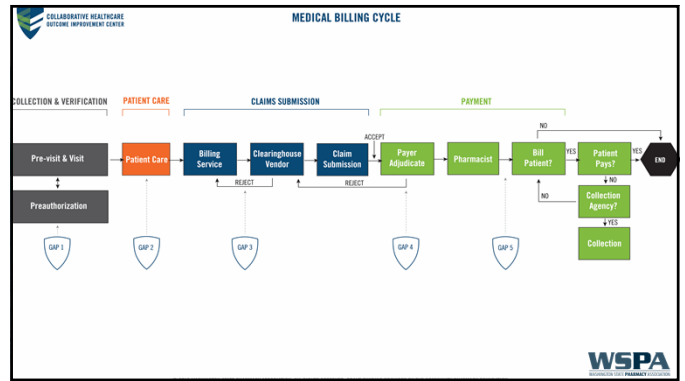 COLLABORATIVE HEALTHCARE
OUTCOME IMPROVEMENT CENTER
MEDICAL BILLING CYCLE
COLLECTION & VERIFICATION
PATIENT CARE
CLAIMS SUBMISSION
PAYMENT
NO
ACCEPT
Pre-visit & Visit
Patient Care
Billing
Service
Clearinghouse
Vendor
Claim
Submission
Payer
Adjudicate
Pharmacist
Bill
Patient?
YES
Patient
Pays?
YES
END
REJECT
REJECT
NO
Preauthorization
NO
Collection
Agency?
YES
Collection
GAP 1
GAP 2
GAP 3
GAP 4
GAP 5
WSPA
WASHINGTON STATE PHARMACY ASSOCIATION